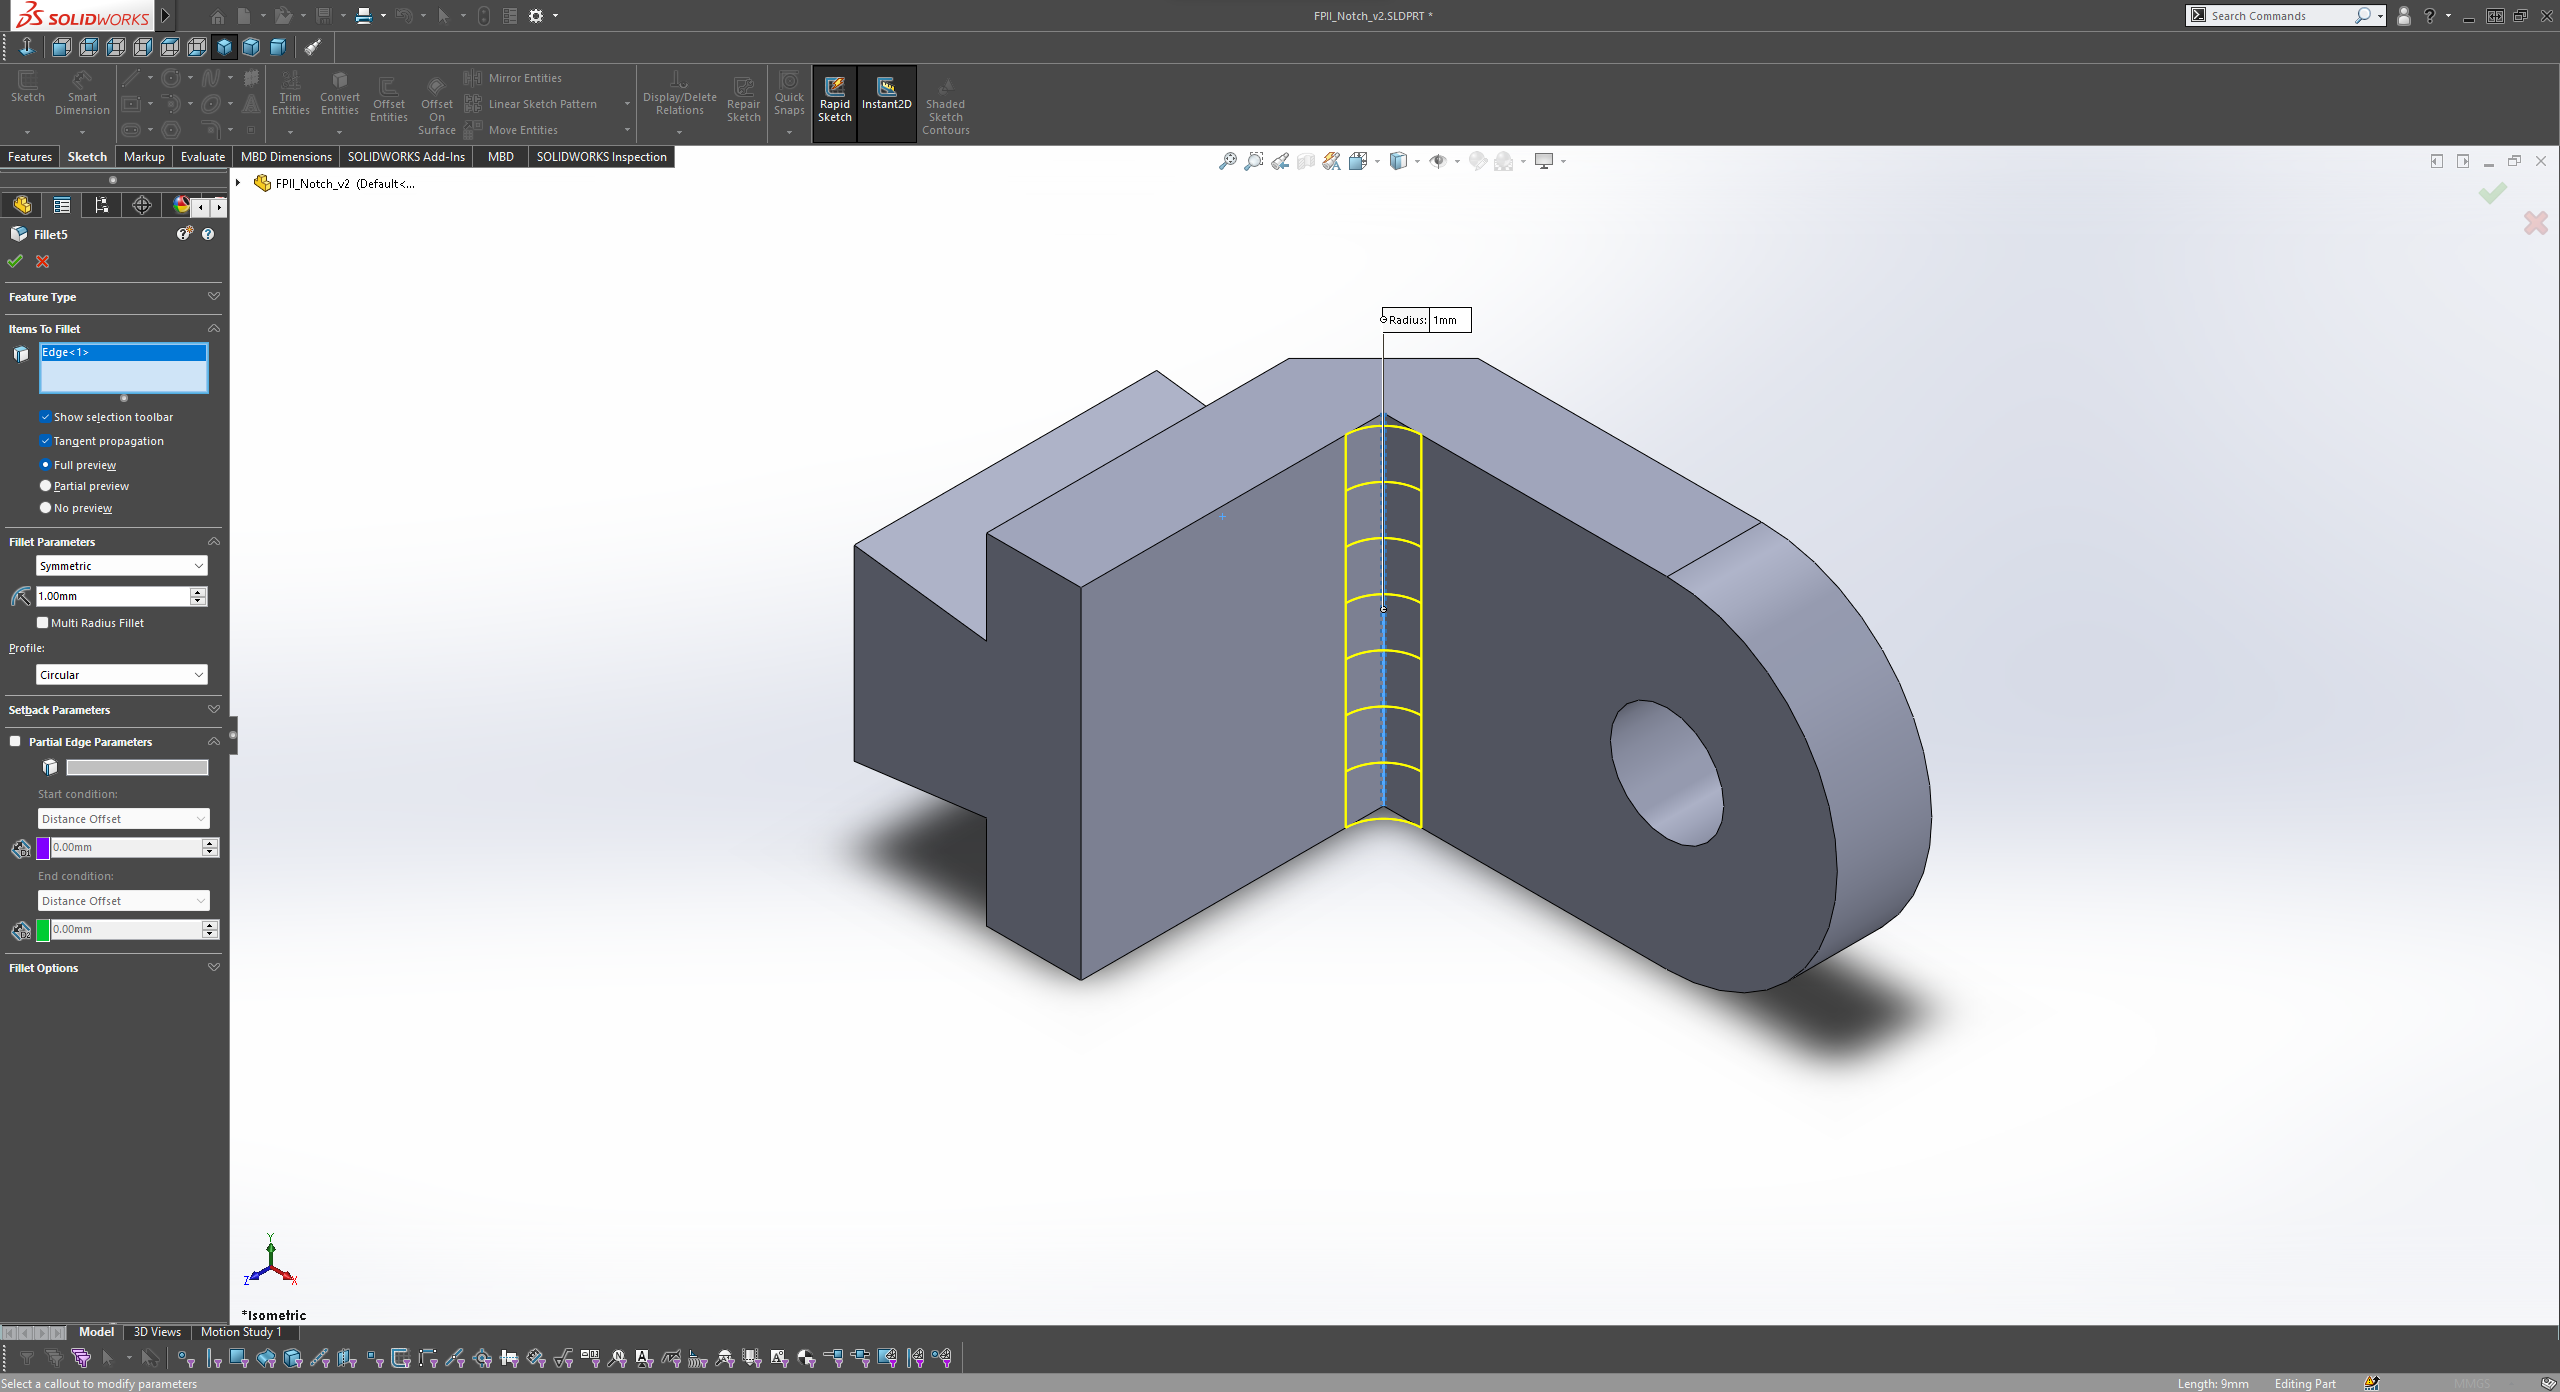 SOLIDWORKS
FPII_Notch_v2.SLDPRT *
Search Commands
Sketch
Smart Dimension
Trim Entities
Convert Entities
Offset Entities
Offset On Surface
Mirror Entities
Linear Sketch Pattern
Move Entities
Display/Delete Relations
Repair Sketch
Quick Snaps
Rapid Sketch
Instant2D
Shaded Sketch Contours
Features Sketch Markup Evaluate MBD Dimensions SOLIDWORKS Add-Ins MBD SOLIDWORKS Inspection
FPII_Notch_v2 (Default<...
Fillet5
Feature Type
Items To Fillet
Edge<1>
Show selection toolbar
Tangent propagation
Full preview
Partial preview
No preview
Fillet Parameters
Symmetric
1.00mm
Multi Radius Fillet
Profile:
Circular
Setback Parameters
Partial Edge Parameters
Start condition:
Distance Offset
0.00mm
End condition:
Distance Offset
0.00mm
Fillet Options
Radius: 1mm
Y
Z
X
*Isometric
Model 3D Views Motion Study 1
Select a callout to modify parameters
Length: 9mm Editing Part MMGS